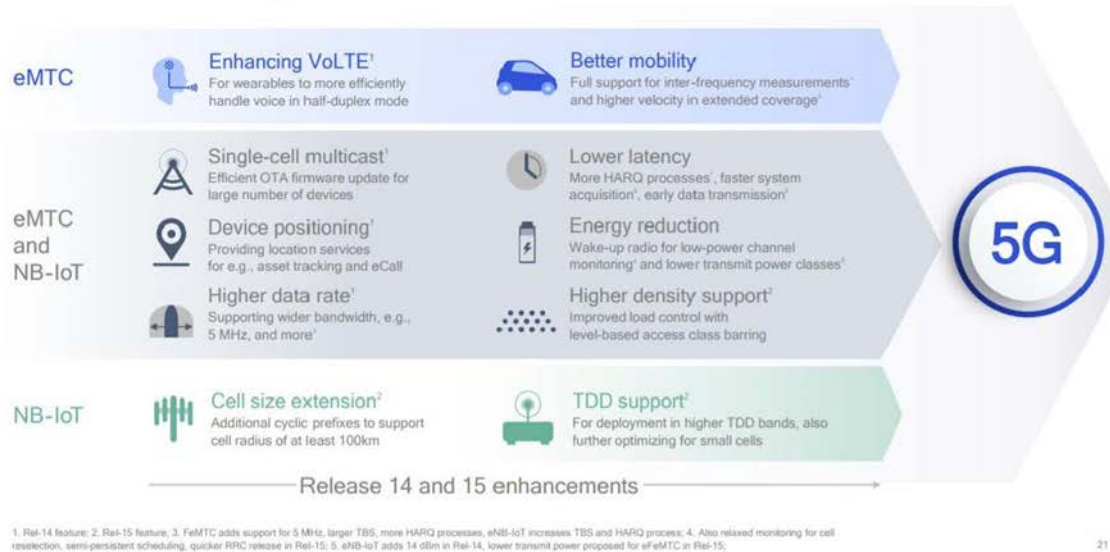 eMTC
Enhancing VoLTE¹
For wearables to more efficiently
handle voice in half-duplex mode
Better mobility
Full support for inter-frequency measurements¹
and higher velocity in extended coverage²
eMTC
and
NB-IoT
Single-cell multicast¹
Efficient OTA firmware update for
large number of devices
Lower latency
More HARQ processes¹, faster system
acquisition², early data transmission²
Device positioning¹
Providing location services
for e.g., asset tracking and eCall
Energy reduction
Wake-up radio for low-power channel
monitoring⁴ and lower transmit power classes⁵
Higher data rate¹
Supporting wider bandwidth, e.g.,
5 MHz, and more³
Higher density support²
Improved load control with
level-based access class barring
5G
NB-IoT
Cell size extension²
Additional cyclic prefixes to support
cell radius of at least 100km
TDD support²
For deployment in higher TDD bands, also
further optimizing for small cells
Release 14 and 15 enhancements
1. Rel-14 feature; 2. Rel-15 feature, 3. FeMTC adds support for 5 MHz, larger TBS, more HARQ processes, eNB-IoT increases TBS and HARQ process; 4. Also relaxed monitoring for cell
reselection, semi-persistent scheduling, quicker RRC release in Rel-15; 5. eNB-IoT adds 14 dBm in Rel-14, lower transmit power proposed for eFeMTC in Rel-15;
21